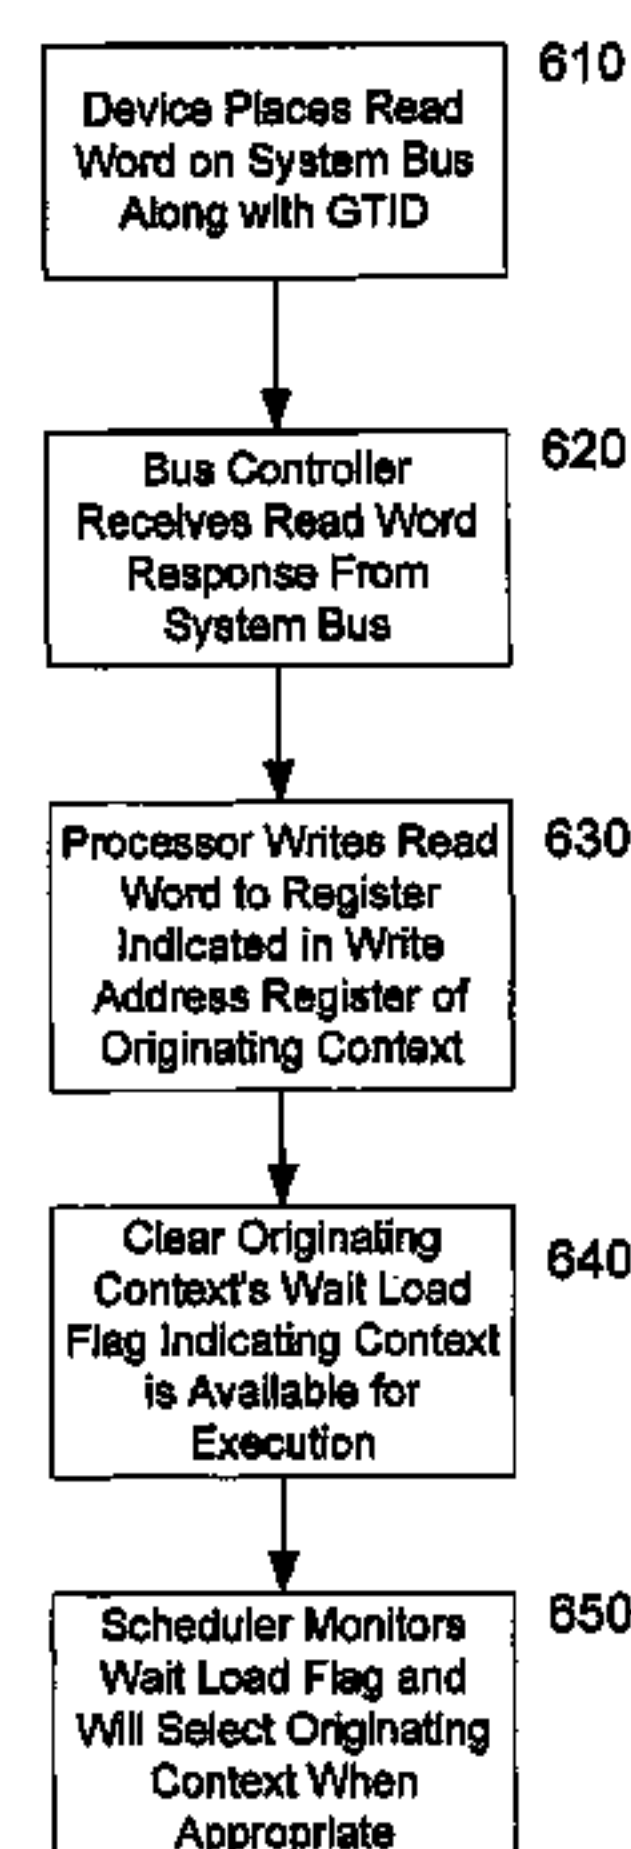 610
Device Places Read
Word on System Bus
Along with GTID
620
Bus Controller
Receives Read Word
Response From
System Bus
630
Processor Writes Read
Word to Register
Indicated in Write
Address Register of
Originating Context
640
Clear Originating
Context's Wait Load
Flag Indicating Context
is Available for
Execution
650
Scheduler Monitors
Wait Load Flag and
Will Select Originating
Context When
Appropriate